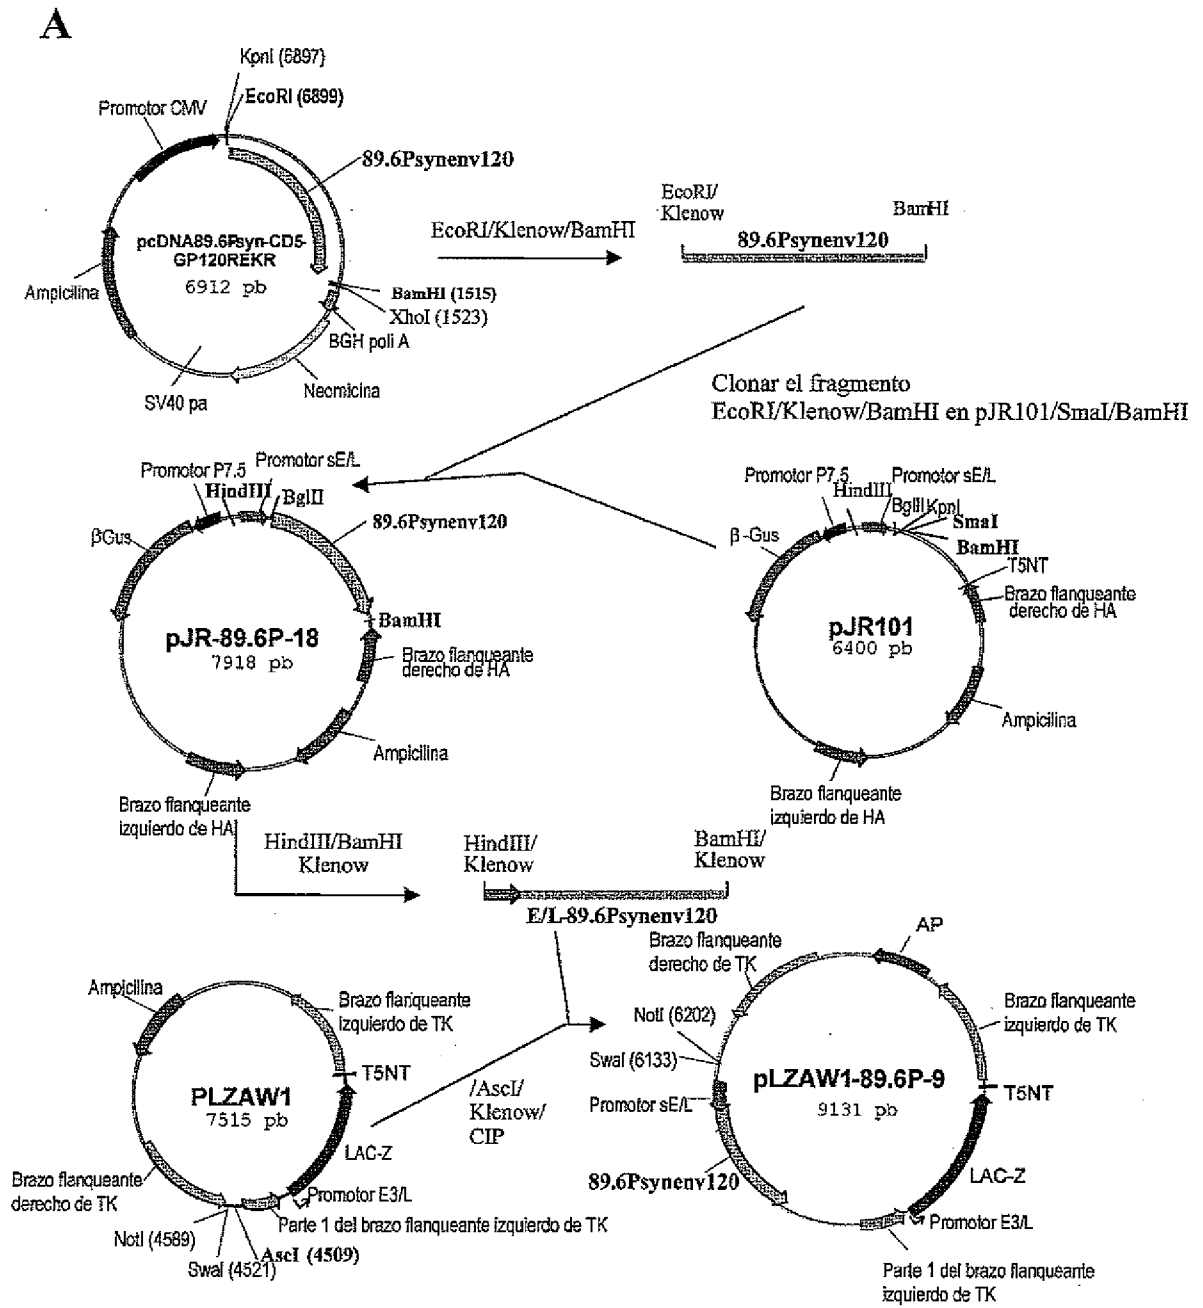 A
KpnI (6897)
EcoRI (6899)
Promotor CMV
89.6Psynenv120
pcDNA89.6Psyn-CD5-
GP120REKR
6912 pb
Ampicilina
BamHI (1515)
XhoI (1523)
BGH poli A
Neomicina
SV40 pa
EcoRI/Klenow/BamHI
EcoRI/
Klenow
BamHI
89.6Psynenv120
Clonar el fragmento
EcoRI/Klenow/BamHI en pJR101/SmaI/BamHI
Promotor P7.5
Promotor sE/L
HindIII
BglII
89.6Psynenv120
βGus
BamHI
pJR-89.6P-18
7918 pb
Brazo flanqueante
derecho de HA
Ampicilina
Brazo flanqueante
izquierdo de HA
Promotor P7.5
HindIII
Promotor sE/L
BglII
KpnI
SmaI
BamHI
β-Gus
T5NT
Brazo flanqueante
derecho de HA
pJR101
6400 pb
Ampicilina
Brazo flanqueante
izquierdo de HA
HindIII/BamHI
Klenow
HindIII/
Klenow
BamHI/
Klenow
E/L-89.6Psynenv120
Ampicilina
Brazo flanqueante
izquierdo de TK
T5NT
PLZAW1
7515 pb
LAC-Z
Brazo flanqueante
derecho de TK
Promotor E3/L
Parte 1 del brazo flanqueante izquierdo de TK
NotI (4589)
SwaI (4521)
AscI (4509)
/AscI/
Klenow/
CIP
Brazo flanqueante
derecho de TK
AP
Brazo flanqueante
izquierdo de TK
NotI (6202)
SwaI (6133)
pLZAW1-89.6P-9
9131 pb
T5NT
Promotor sE/L
89.6Psynenv120
LAC-Z
Promotor E3/L
Parte 1 del brazo flanqueante
izquierdo de TK